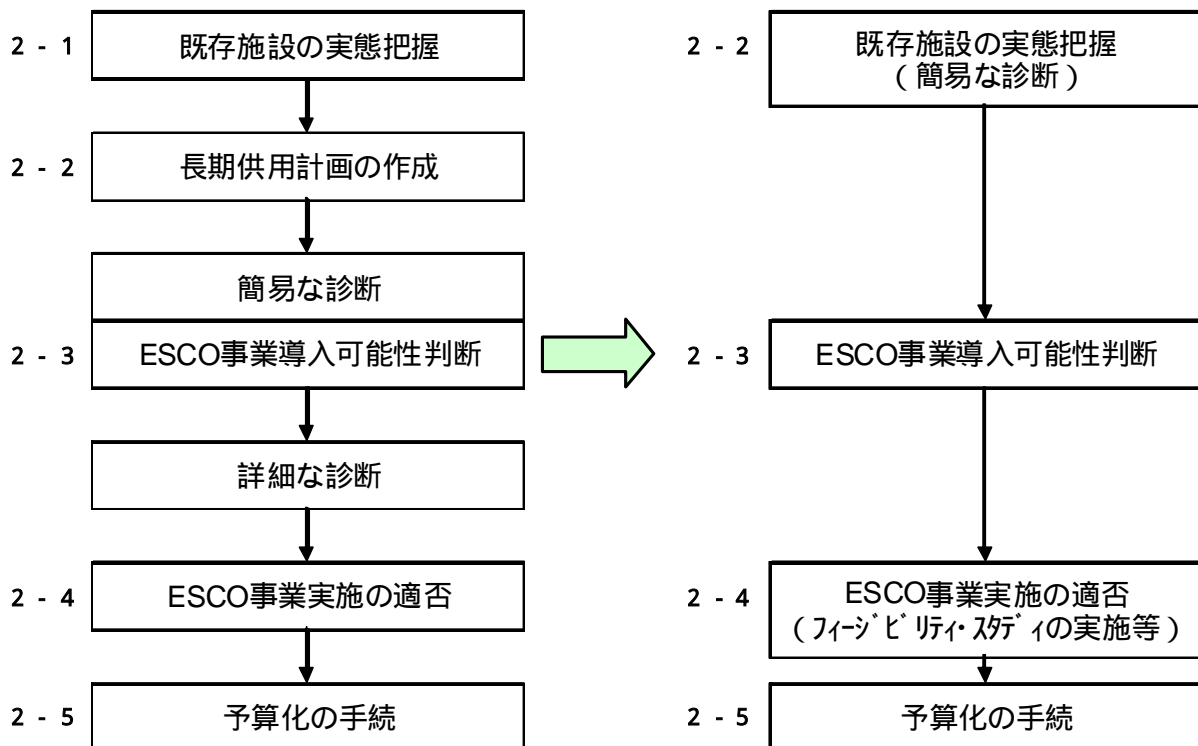 2 - 1
既存施設の実態把握
2 - 2
長期供用計画の作成
簡易な診断
2 - 3
ESCO事業導入可能性判断
詳細な診断
2 - 4
ESCO事業実施の適否
2 - 5
予算化の手続
2 - 2
既存施設の実態把握
(簡易な診断)
2 - 3
ESCO事業導入可能性判断
2 - 4
ESCO事業実施の適否
(フィージビリティ・スタディの実施等)
2 - 5
予算化の手続